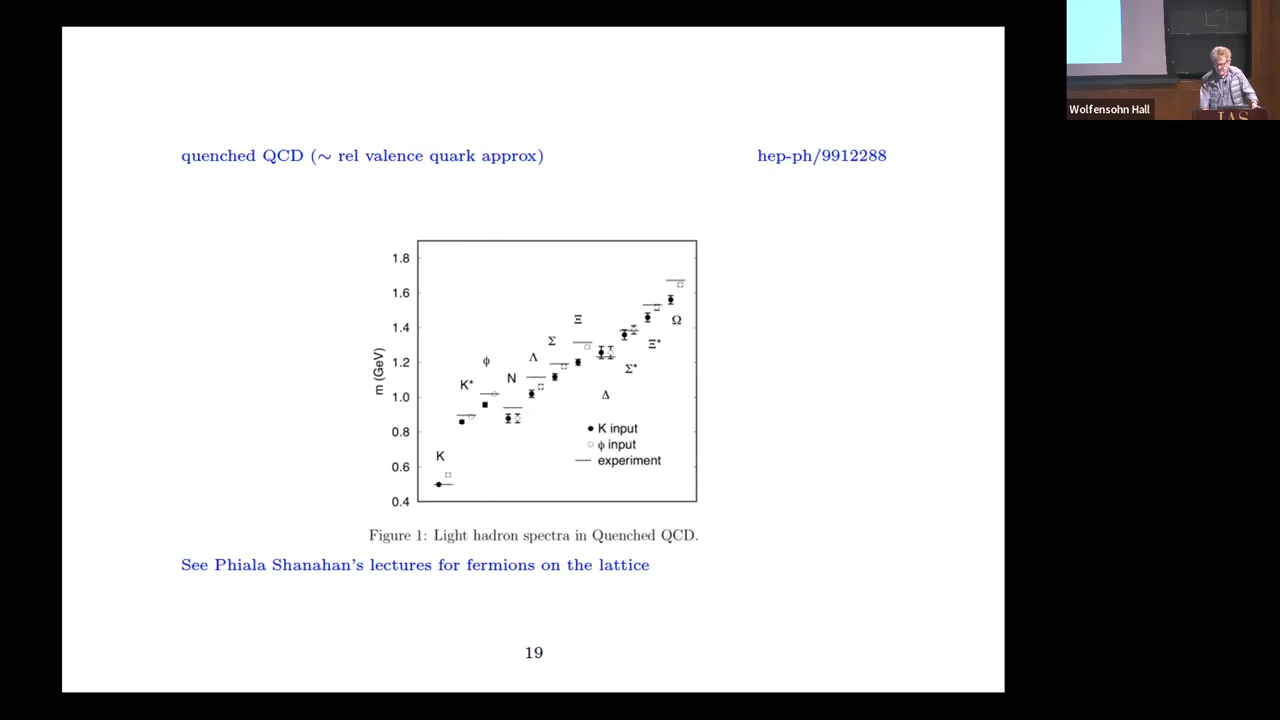 Wolfensohn Hall
IAS
quenched QCD (∼ rel valence quark approx) hep-ph/9912288
1.8
1.6
1.4
1.2
1.0
0.8
0.6
0.4
m (GeV)
K
K*
ϕ
N
Λ
Σ
Ξ
Δ
Σ*
Ξ*
Ω
K input
ϕ input
experiment
Figure 1: Light hadron spectra in Quenched QCD.
See Phiala Shanahan's lectures for fermions on the lattice
19